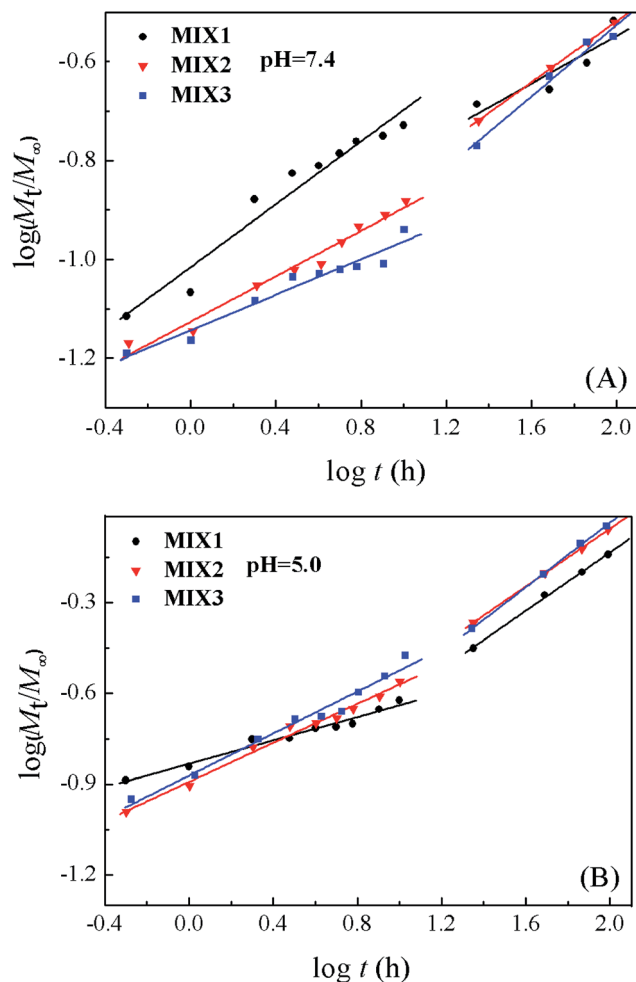 -0.6
-0.8
-1.0
-1.2
log(Mt/M∞)
MIX1
MIX2 pH=7.4
MIX3
(A)
-0.4 0.0 0.4 0.8 1.2 1.6 2.0
log t (h)
-0.3
-0.6
-0.9
-1.2
log(Mt/M∞)
MIX1
MIX2 pH=5.0
MIX3
(B)
-0.4 0.0 0.4 0.8 1.2 1.6 2.0
log t (h)